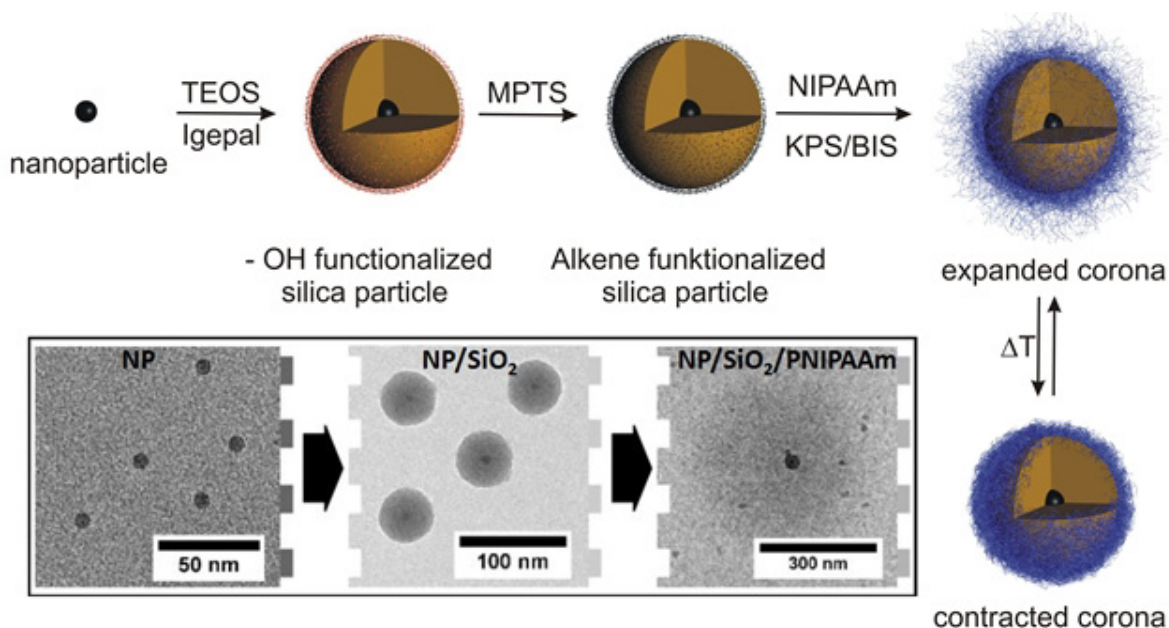 nanoparticle
TEOS
Igepal
MPTS
NIPAAm
KPS/BIS
- OH functionalized
silica particle
Alkene funktionalized
silica particle
expanded corona
ΔT
contracted corona
NP
50 nm
NP/SiO₂
100 nm
NP/SiO₂/PNIPAAm
300 nm